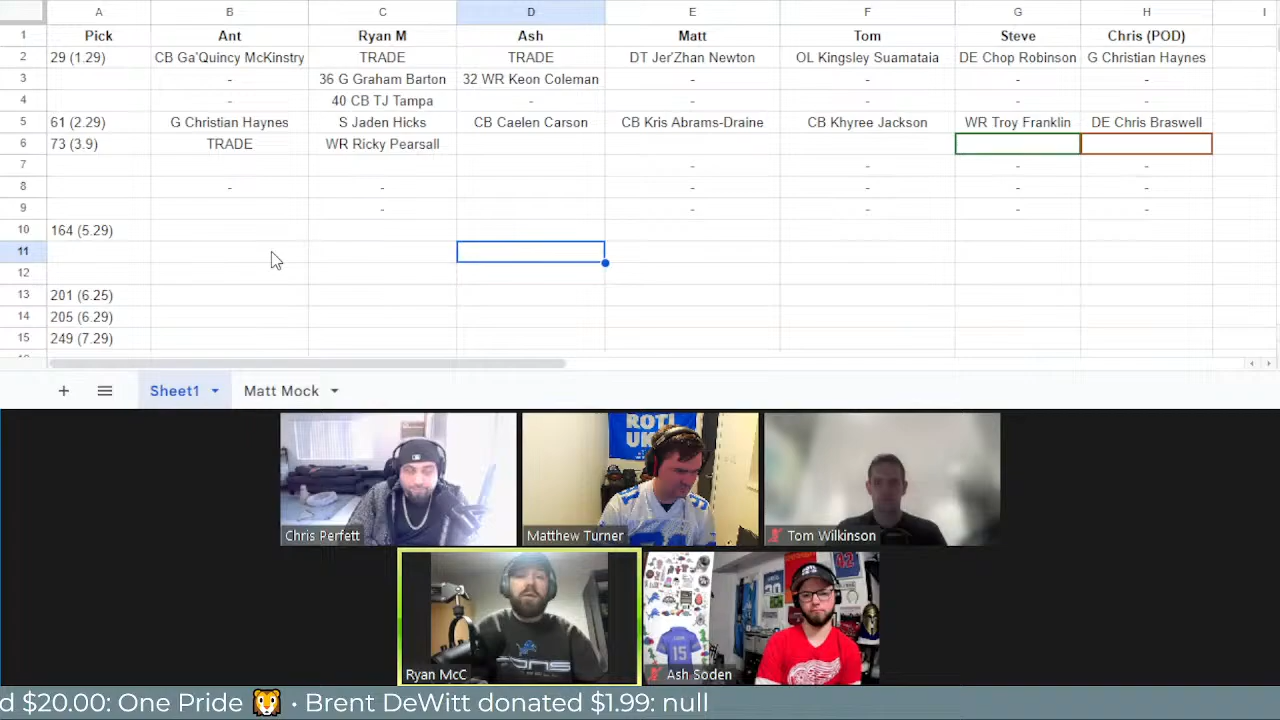 A B C D E F G H I
1 Pick Ant Ryan M Ash Matt Tom Steve Chris (POD)
2 29 (1.29) CB Ga'Quincy McKinstry TRADE TRADE DT Jer'Zhan Newton OL Kingsley Suamataia DE Chop Robinson G Christian Haynes
3 - 36 G Graham Barton 32 WR Keon Coleman - - - -
4 - 40 CB TJ Tampa - - - - -
5 61 (2.29) G Christian Haynes S Jaden Hicks CB Caelen Carson CB Kris Abrams-Draine CB Khyree Jackson WR Troy Franklin DE Chris Braswell
6 73 (3.9) TRADE WR Ricky Pearsall
7 - - - -
8 - - - - - -
9 - - - - -
10 164 (5.29)
11
12
13 201 (6.25)
14 205 (6.29)
15 249 (7.29)
+ Sheet1 Matt Mock
ROTL
UK
Chris Perfett Matthew Turner Tom Wilkinson
42
15
Ryan McC Ash Soden
d $20.00: One Pride 🦁 • Brent DeWitt donated $1.99: null